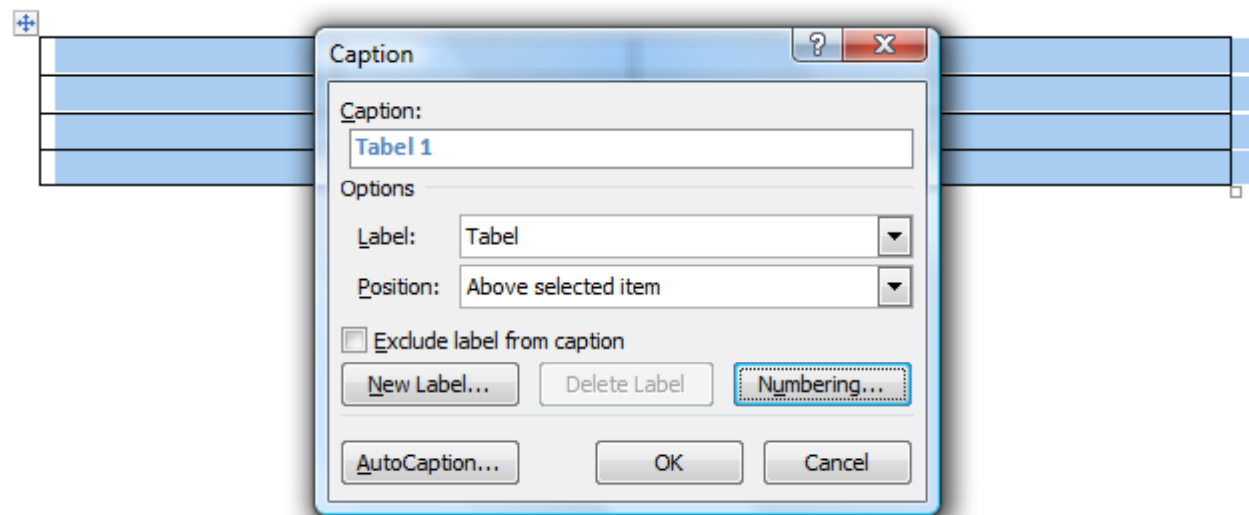 Caption
Caption:
Tabel 1
Options
Label: Tabel
Position: Above selected item
Exclude label from caption
New Label... Delete Label Numbering...
AutoCaption... OK Cancel